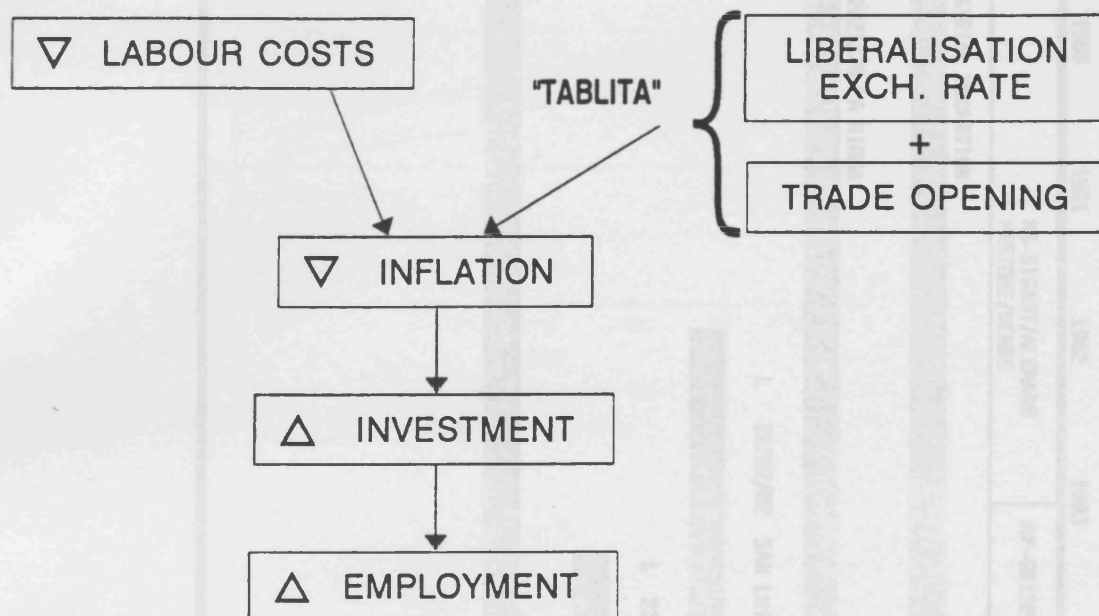 ▽ LABOUR COSTS
"TABLITA"
LIBERALISATION
EXCH. RATE
+
TRADE OPENING
▽ INFLATION
△ INVESTMENT
△ EMPLOYMENT